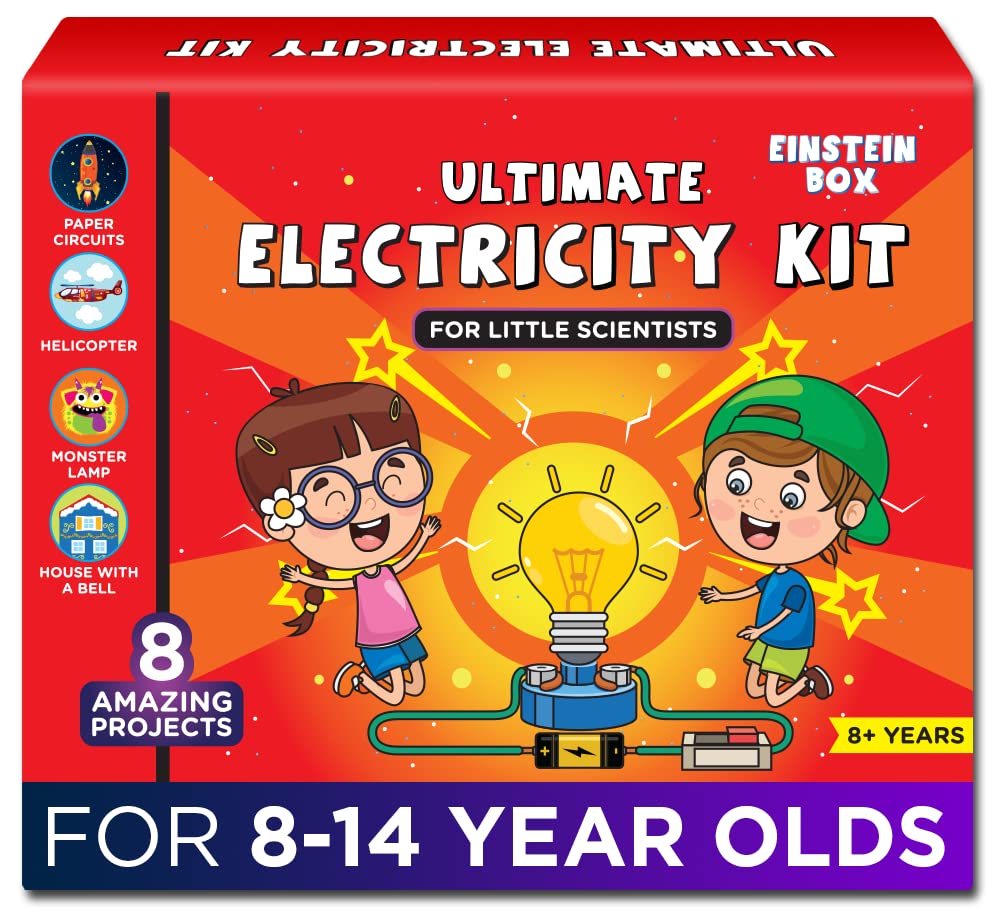 ULTIMATE ELECTRICITY KIT
EINSTEIN
BOX
ULTIMATE
ELECTRICITY KIT
FOR LITTLE SCIENTISTS
PAPER
CIRCUITS
HELICOPTER
MONSTER
LAMP
HOUSE WITH
A BELL
8
AMAZING
PROJECTS
+
8+ YEARS
FOR 8-14 YEAR OLDS